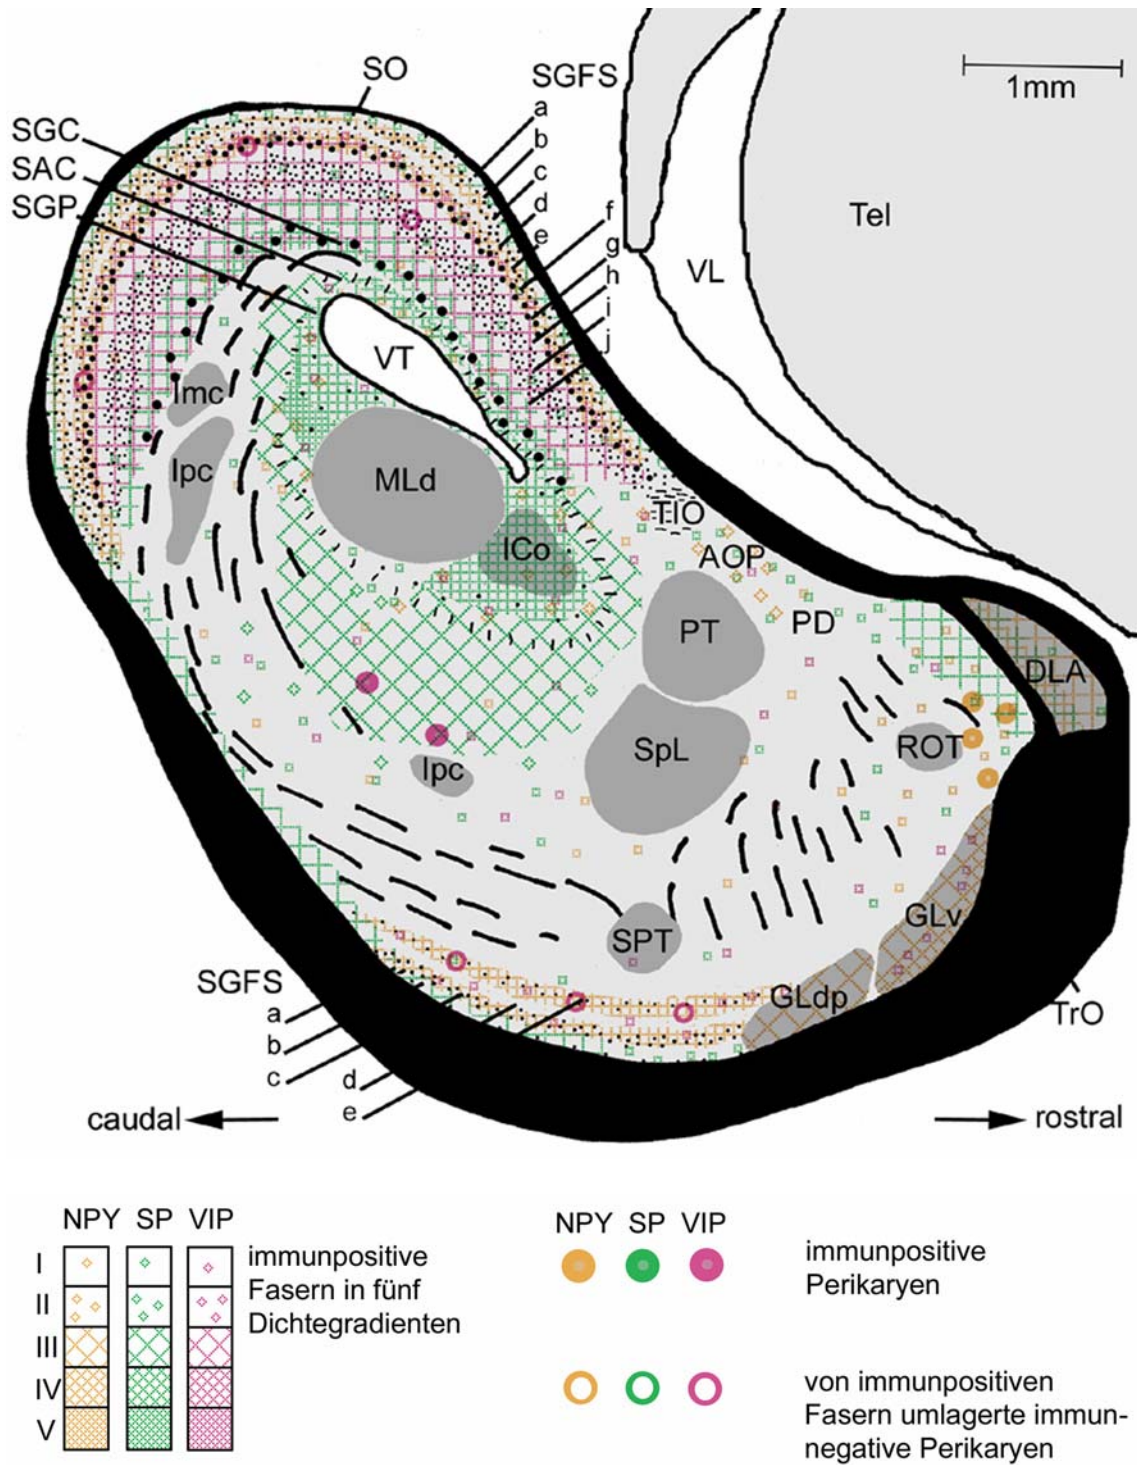 SO
SGFS
SGC
SAC
SGP
a
b
c
d
e
f
g
h
i
j
1mm
Tel
VL
VT
Imc
Ipc
MLd
ICo
TIO
AOP
PT
PD
DLA
SpL
ROT
Ipc
GLv
SPT
GLdp
SGFS
a
b
c
d
e
TrO
caudal
rostral
NPY SP VIP
I
II
III
IV
V
immunpositive
Fasern in fünf
Dichtegradienten
NPY SP VIP
immunpositive
Perikaryen
von immunpositiven
Fasern umlagerte immun-
negative Perikaryen